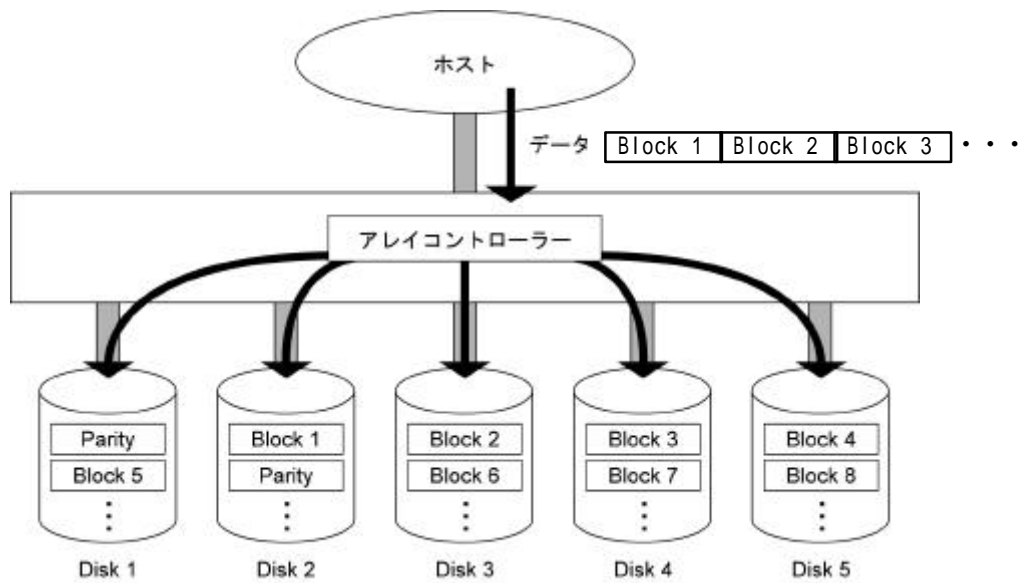 ホスト
データ Block 1 Block 2 Block 3 ・・・
アレイコントローラー
Parity Block 1 Block 2 Block 3 Block 4
Block 5 Parity Block 6 Block 7 Block 8
Disk 1 Disk 2 Disk 3 Disk 4 Disk 5